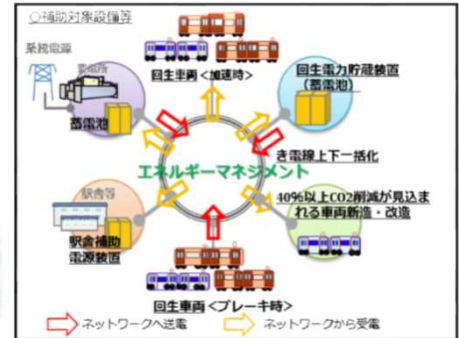 ○補助対象設備等
系統電源
変電所
蓄電池
回生車両<加速時>
回生電力貯蔵装置
(蓄電池)
き電線上下一括化
エネルギーマネジメント
駅舎等
駅舎補助
電源装置
40%以上CO2削減が見込ま
れる車両新造・改造
回生車両<ブレーキ時>
ネットワークへ送電
ネットワークから受電